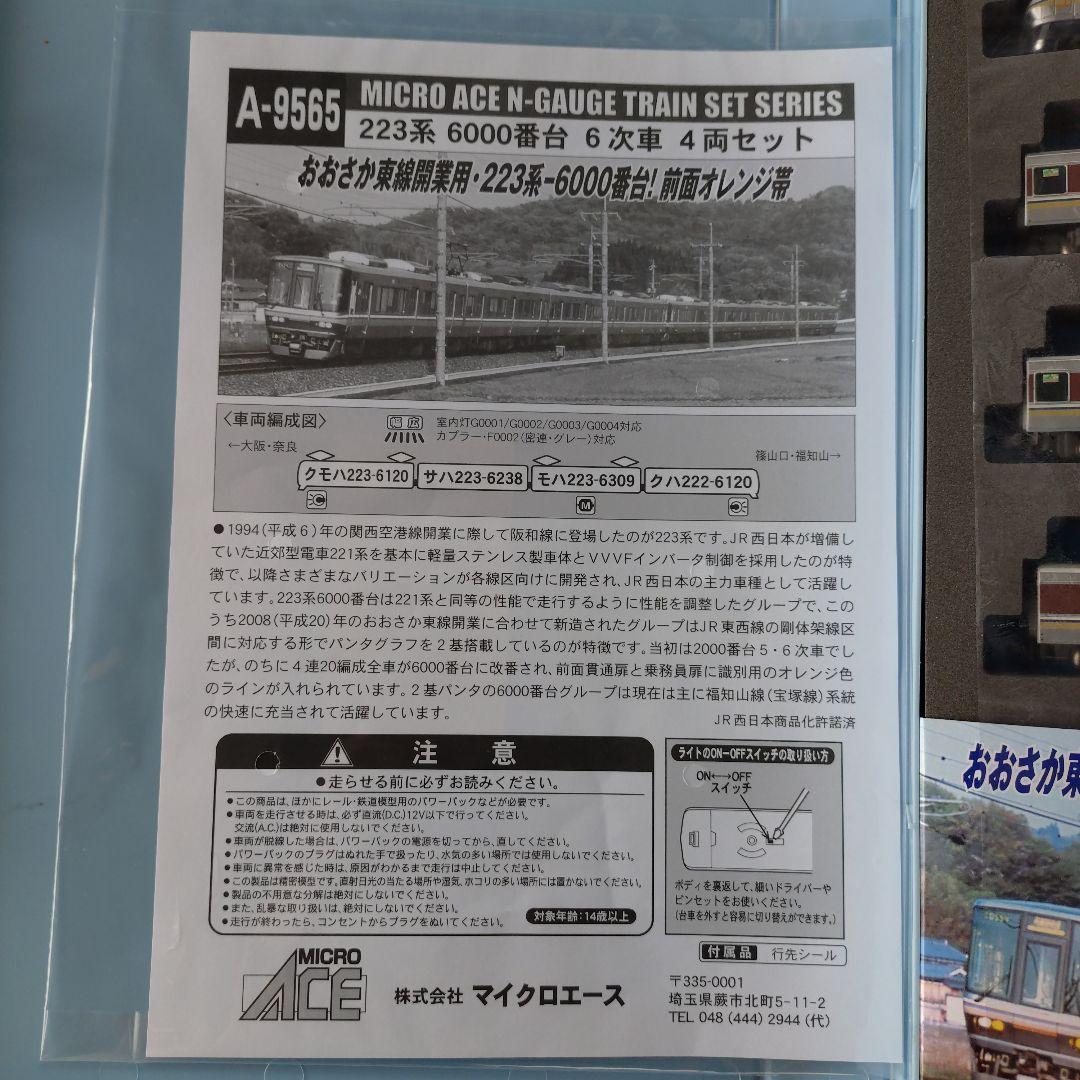 A-9565
MICRO ACE N-GAUGE TRAIN SET SERIES
223系 6000番台 6次車 4両セット
おおさか東線開業用・223系-6000番台! 前面オレンジ帯
〈車両編成図〉
室内灯G0001/G0002/G0003/G0004対応
カプラー・F0002(密連・グレー)対応
←大阪・奈良
篠山口・福知山→
クモハ223-6120 サハ223-6238 モハ223-6309 クハ222-6120
M
●1994(平成6)年の関西空港線開業に際して阪和線に登場したのが223系です。JR西日本が増備し
ていた近郊型電車221系を基本に軽量ステンレス製車体とVVVFインバータ制御を採用したのが特
徴で、以降さまざまなバリエーションが各線区向けに開発され、JR西日本の主力車種として活躍し
ています。223系6000番台は221系と同等の性能で走行するように性能を調整したグループで、この
うち2008(平成20)年のおおさか東線開業に合わせて新造されたグループはJR東西線の剛体架線区
間に対応する形でパンタグラフを2基搭載しているのが特徴です。当初は2000番台5・6次車でし
たが、のちに4連20編成全車が6000番台に改番され、前面貫通扉と乗務員扉に識別用のオレンジ色
のラインが入れられています。2基パンタの6000番台グループは現在は主に福知山線(宝塚線)系統
の快速に充当されて活躍しています。
JR西日本商品化許諾済
注意
●走らせる前に必ずお読みください。
●この商品は、ほかにレール・鉄道模型用のパワーパックなどが必要です。
●車両を走行させる時は、必ず直流(D.C.)12V以下で行ってください。
交流(A.C.)は絶対に使用しないでください。
●車両が脱線した場合は、パワーパックの電源を切ってから、直してください。
●パワーパックのプラグはぬれた手で扱ったり、水気の多い場所では使用しないでください。
●車両に異常を感じた時は、原因がわかるまで走行は中止してください。
●この製品は精密模型です。直射日光の当たる場所や湿気、ホコリの多い場所には置かないでください。
●製品の不用意な分解は絶対にしないでください。
●また、乱暴な取り扱いは、絶対にしないでください。
●走行が終わったら、コンセントからプラグをぬいてください。
対象年齢:14歳以上
ライトのON-OFFスイッチの取り扱い方
ON←→OFF
スイッチ
ボディを裏返して、細いドライバーや
ピンセットをお使いください。
(台車を外すと容易に切り替えができます。)
付属品 行先シール
MICRO
ACE
株式会社 マイクロエース
〒335-0001
埼玉県蕨市北町5-11-2
TEL 048 (444) 2944 (代)
おおさか東